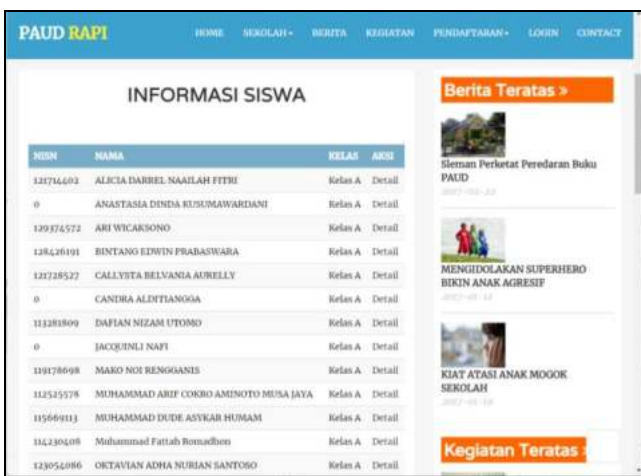 PAUD RAPI
HOME SEKOLAH BERITA KEGIATAN PENDAFTARAN LOGIN CONTACT
INFORMASI SISWA
NISN NAMA KELAS AKSI
121714402 ALICIA DARREL NAAILAH FITRI Kelas A Detail
0 ANASTASIA DINDA KUSUMAWARDANI Kelas A Detail
129374572 ARI WICAKSONO Kelas A Detail
128426191 BINTANG EDWIN PRABASWARA Kelas A Detail
121728527 CALLYSTA BELVANIA AURELLY Kelas A Detail
0 CANDRA ALDITIANGGA Kelas A Detail
113281809 DAFIAN NIZAM UTOMO Kelas A Detail
0 JACQUINLI NAFI Kelas A Detail
119178698 MAKO NOI RENGGANIS Kelas A Detail
112525578 MUHAMMAD ARIF COKRO AMINOTO MUSA JAYA Kelas A Detail
115669113 MUHAMMAD DUDE ASYKAR HUMAM Kelas A Detail
114230408 Muhammad Fattah Romadhon Kelas A Detail
123054086 OKTAVIAN ADHA NURIAN SANTOSO Kelas A Detail
Berita Teratas »
Sleman Perketat Peredaran Buku
PAUD
MENGIDOLAKAN SUPERHERO
BIKIN ANAK AGRESIF
KIAT ATASI ANAK MOGOK
SEKOLAH
Kegiatan Teratas